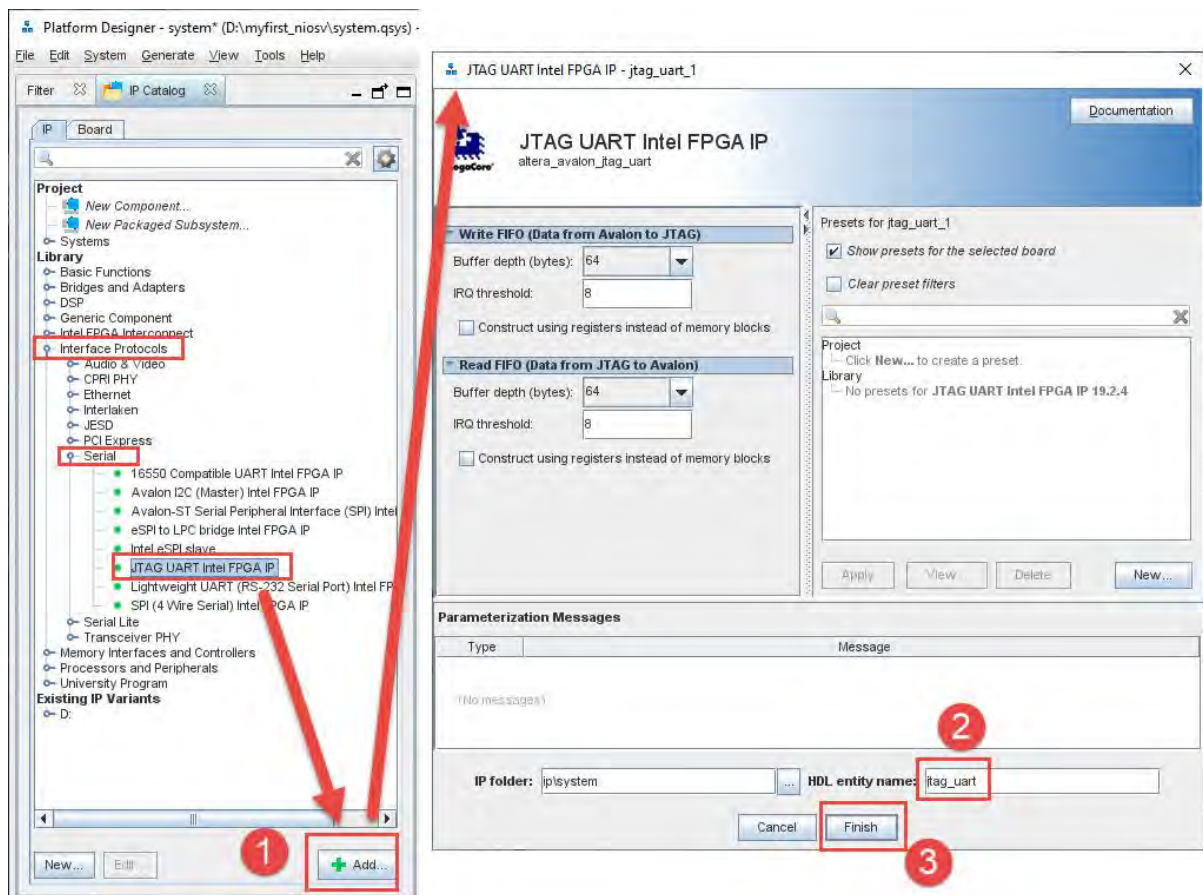 Platform Designer - system* (D:\myfirst_niosv\system.qsys) -
File Edit System Generate View Tools Help
Filter IP Catalog
IP Board
Project
New Component...
New Packaged Subsystem...
Systems
Library
Basic Functions
Bridges and Adapters
DSP
Generic Component
Intel FPGA Interconnect
Interface Protocols
Audio & Video
CPRI PHY
Ethernet
Interlaken
JESD
PCI Express
Serial
16550 Compatible UART Intel FPGA IP
Avalon I2C (Master) Intel FPGA IP
Avalon-ST Serial Peripheral Interface (SPI) Intel
eSPI to LPC bridge Intel FPGA IP
Intel eSPI slave
JTAG UART Intel FPGA IP
Lightweight UART (RS-232 Serial Port) Intel FP
SPI (4 Wire Serial) Intel FPGA IP
Serial Lite
Transceiver PHY
Memory Interfaces and Controllers
Processors and Peripherals
University Program
Existing IP Variants
D:
1
New... Edit... Add...
JTAG UART Intel FPGA IP - jtag_uart_1
Documentation
JTAG UART Intel FPGA IP
altera_avalon_jtag_uart
egaCore
Write FIFO (Data from Avalon to JTAG)
Buffer depth (bytes): 64
IRQ threshold: 8
Construct using registers instead of memory blocks
Read FIFO (Data from JTAG to Avalon)
Buffer depth (bytes): 64
IRQ threshold: 8
Construct using registers instead of memory blocks
Presets for jtag_uart_1
Show presets for the selected board
Clear preset filters
Project
Click New... to create a preset.
Library
No presets for JTAG UART Intel FPGA IP 19.2.4
Apply View Delete New...
Parameterization Messages
Type Message
(No messages)
2
IP folder: ip\system ... HDL entity name: jtag_uart
Cancel Finish
3